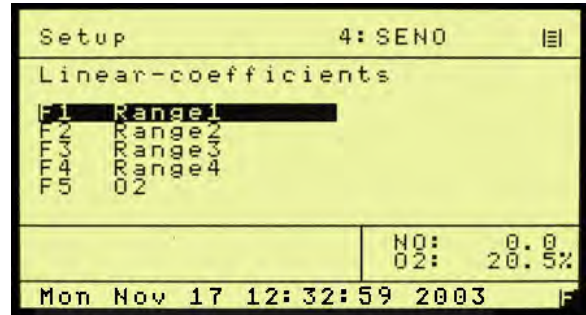 Setup 4:SENO
Linear-coefficients
F1 Range1
F2 Range2
F3 Range3
F4 Range4
F5 O2
NO: 0.0
O2: 20.5%
Mon Nov 17 12:32:59 2003